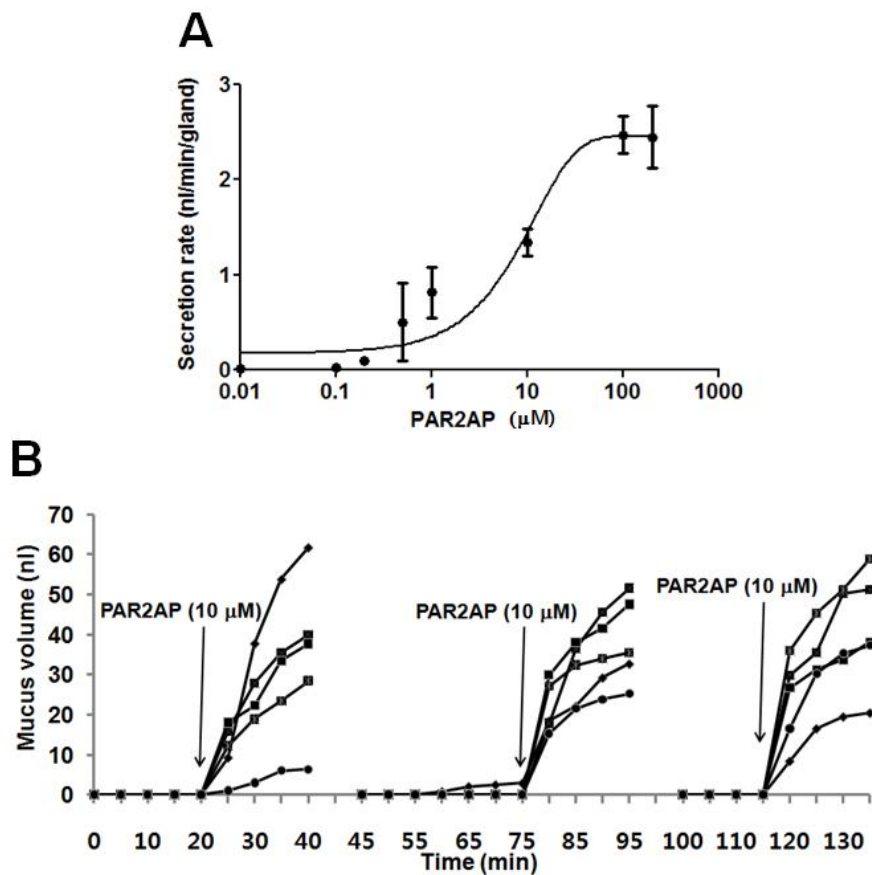 A
3
2
1
0
Secretion rate (nl/min/gland)
0.01 0.1 1 10 100 1000
PAR2AP (μM)
B
70
60
50
40
30
20
10
0
Mucus volume (nl)
PAR2AP (10 μM)
PAR2AP (10 μM)
PAR2AP (10 μM)
0 10 20 30 40 45 55 65 75 85 95 100 110 120 130
Time (min)